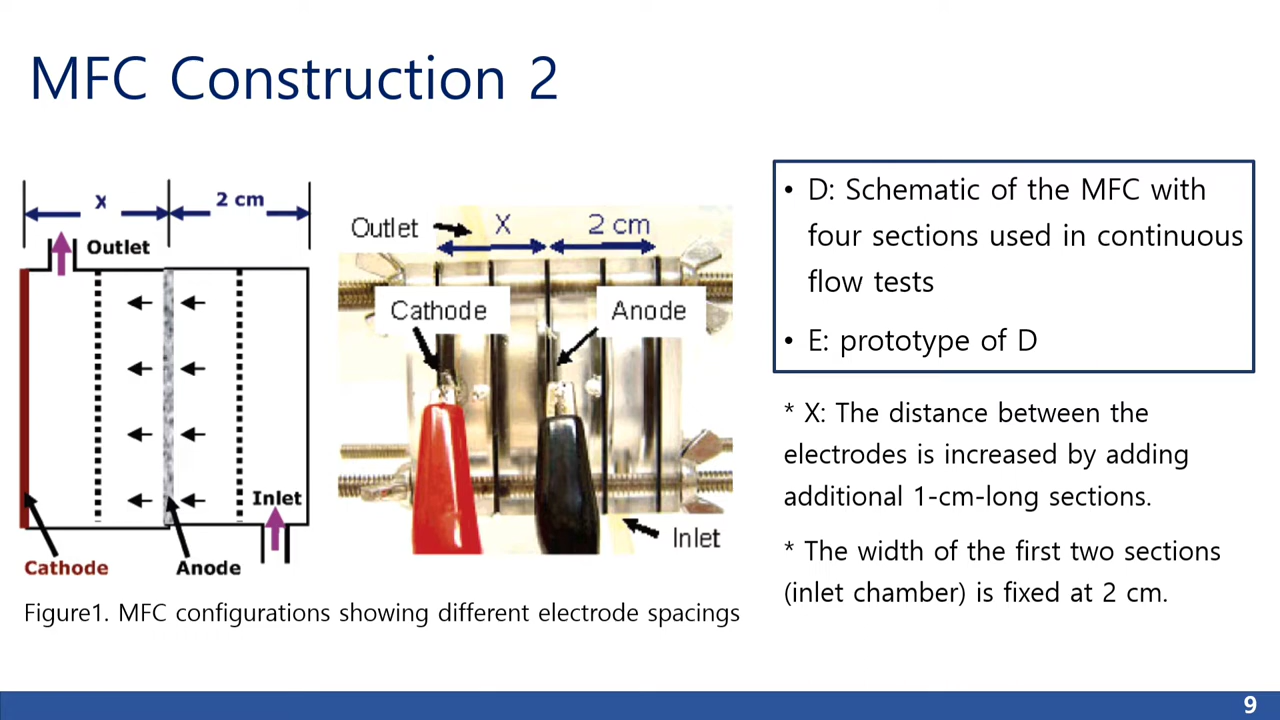 MFC Construction 2
X
2 cm
Outlet
Inlet
Cathode
Anode
Outlet
X
2 cm
Cathode
Anode
Inlet
Figure1. MFC configurations showing different electrode spacings
• D: Schematic of the MFC with
four sections used in continuous
flow tests
• E: prototype of D
* X: The distance between the
electrodes is increased by adding
additional 1-cm-long sections.
* The width of the first two sections
(inlet chamber) is fixed at 2 cm.
9